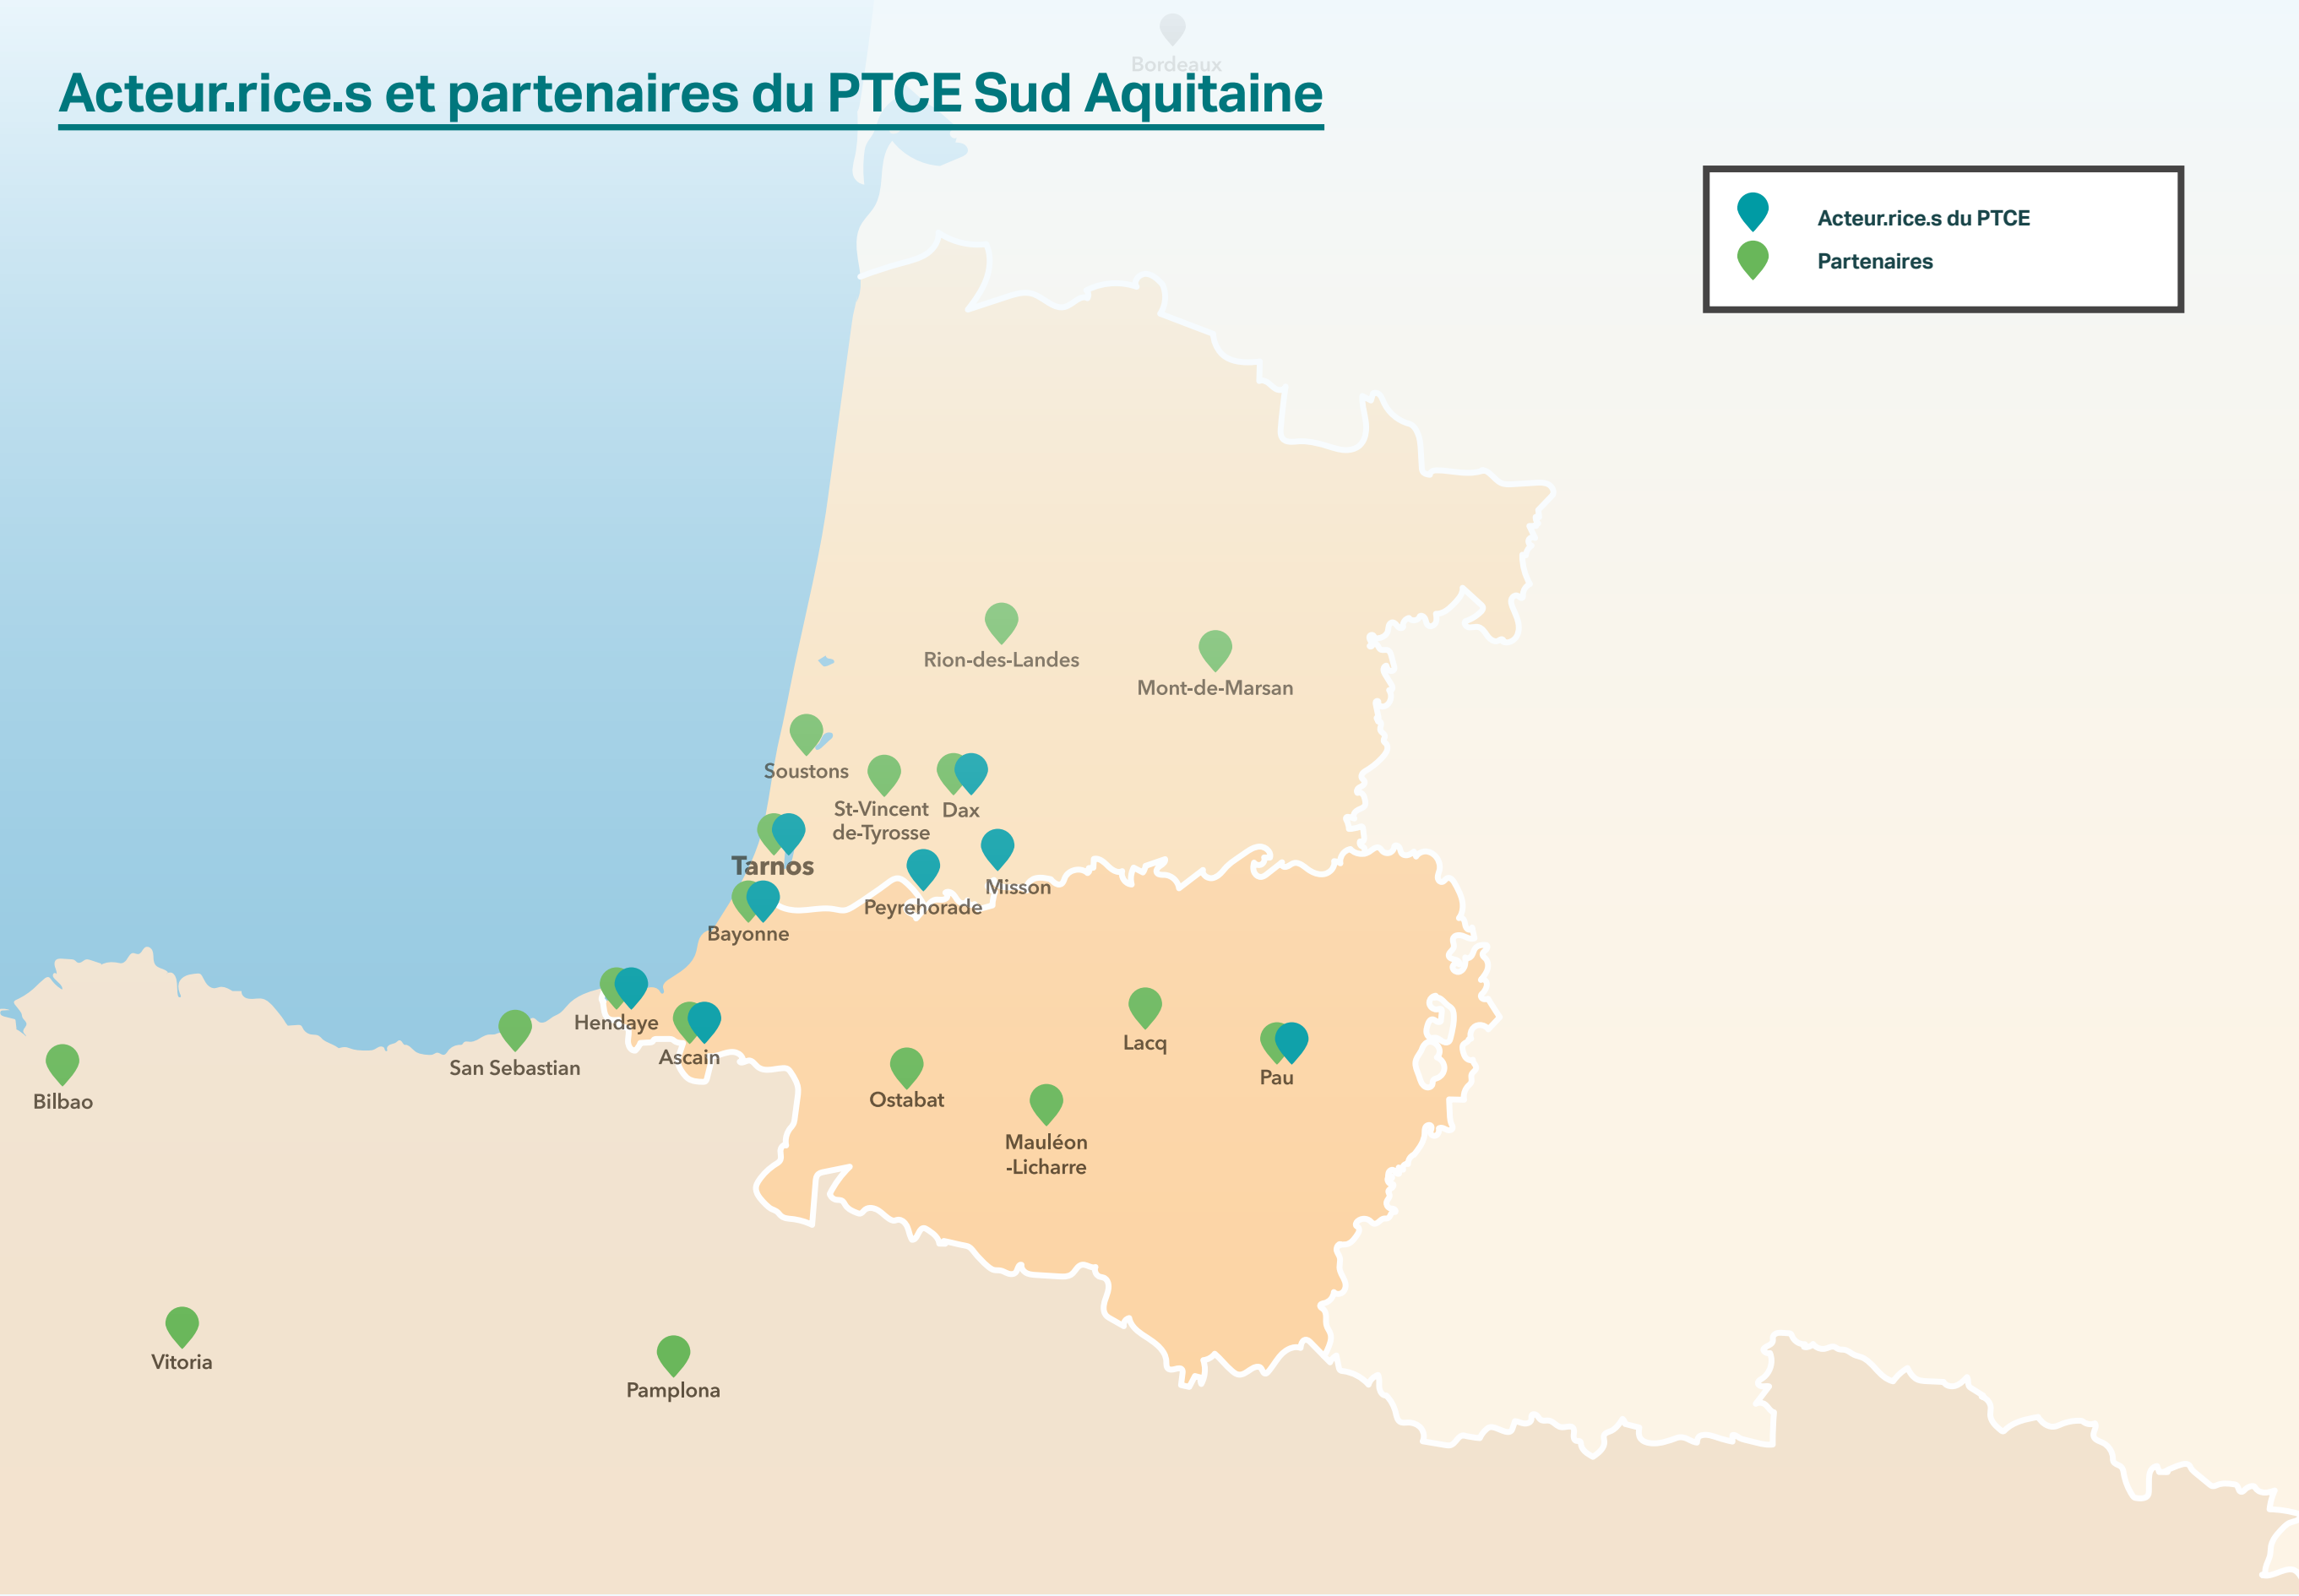 Bordeaux
Acteur.rice.s et partenaires du PTCE Sud Aquitaine
Acteur.rice.s du PTCE
Partenaires
Rion-des-Landes
Mont-de-Marsan
Soustons
St-Vincent
de-Tyrosse
Dax
Tarnos
Misson
Peyrehorade
Bayonne
Hendaye
Ascain
San Sebastian
Bilbao
Lacq
Pau
Ostabat
Mauléon
-Licharre
Vitoria
Pamplona